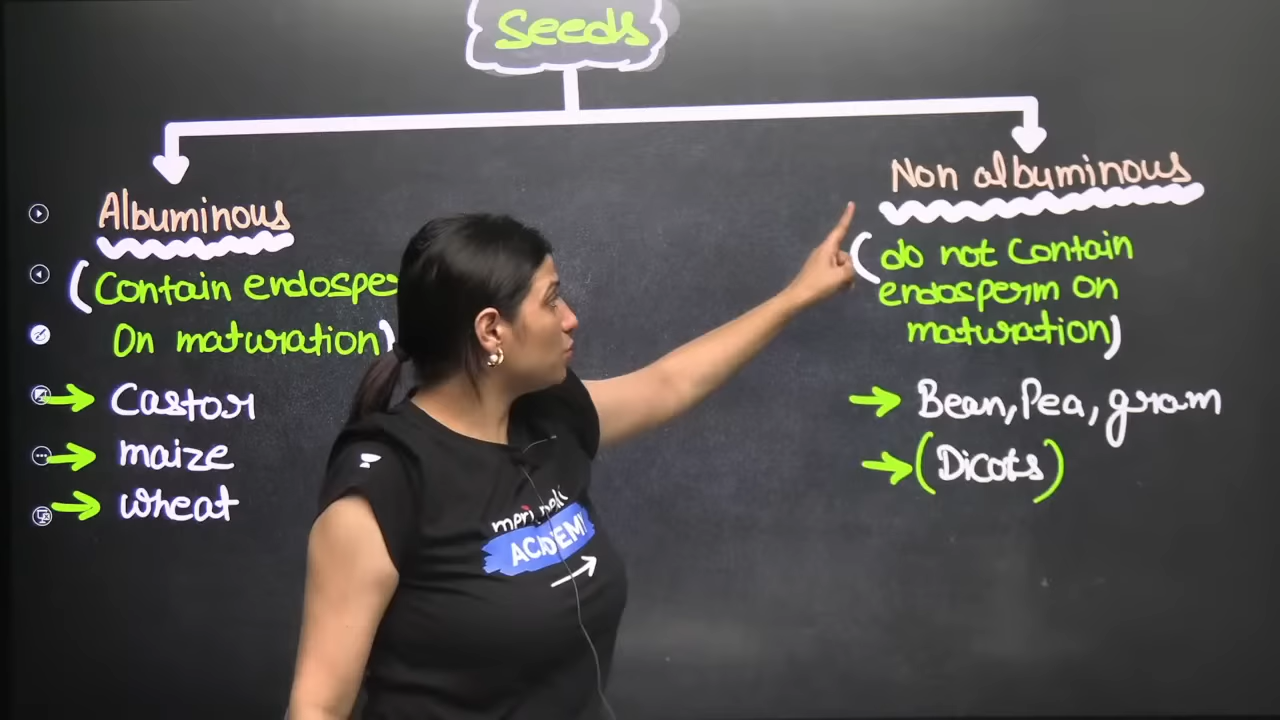 Seeds
Albuminous
(Contain endospe
On maturation)
Castor
maize
wheat
Non albuminous
(do not Contain
endosperm on
maturation)
Bean, Pea, gram
(Dicots)
ACADEMY